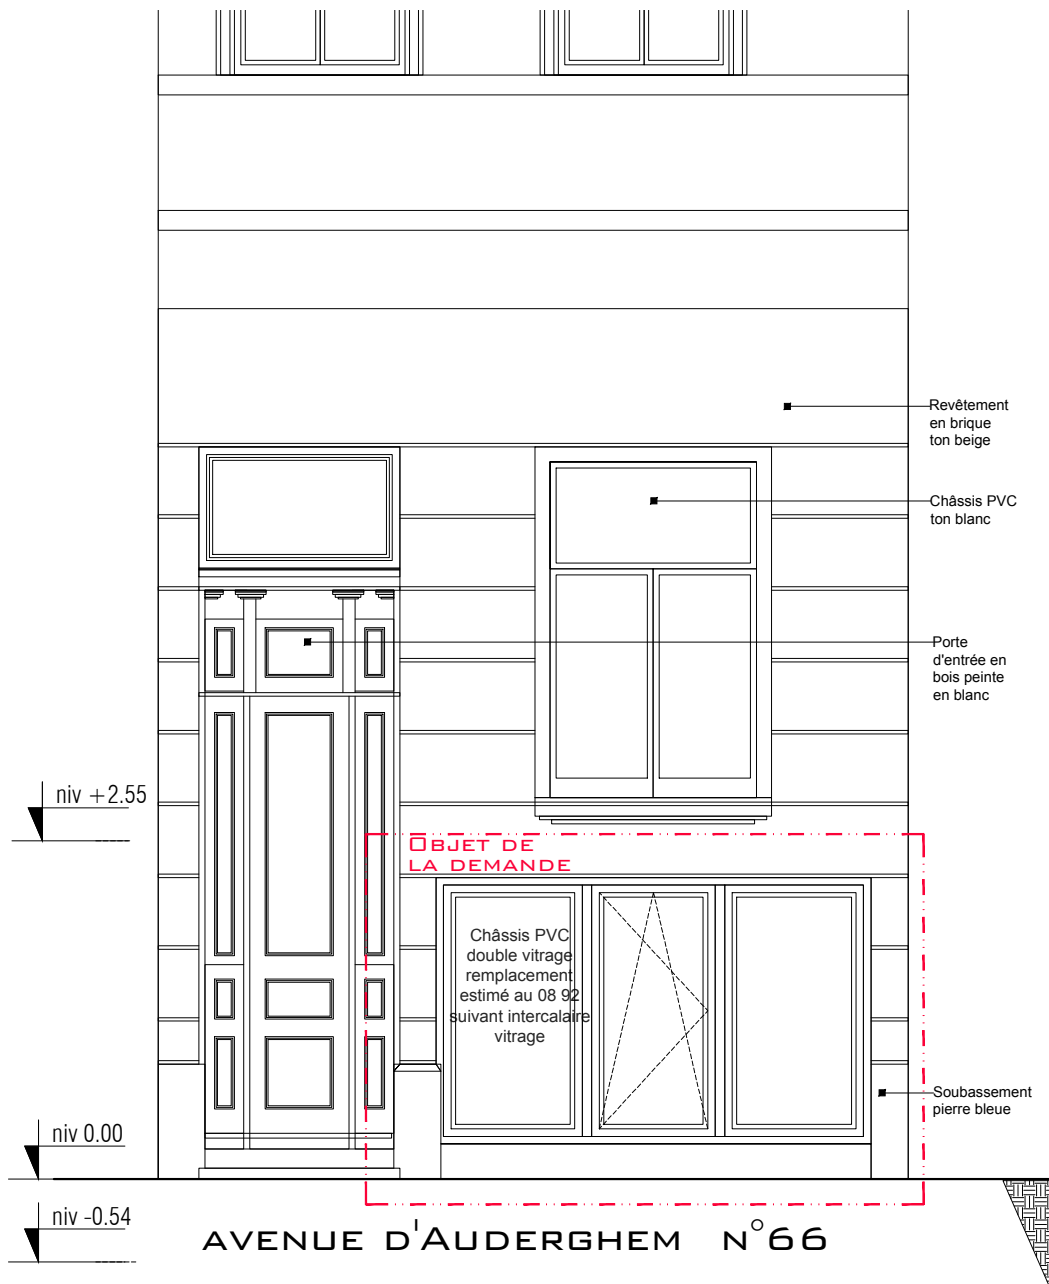 Revêtement
en brique
ton beige
Châssis PVC
ton blanc
Porte
d'entrée en
bois peinte
en blanc
niv +2.55
OBJET DE
LA DEMANDE
Châssis PVC
double vitrage
remplacement
estimé au 08 92
suivant intercalaire
vitrage
Soubassement
pierre bleue
niv 0.00
niv -0.54
AVENUE D'AUDERGHEM N°66